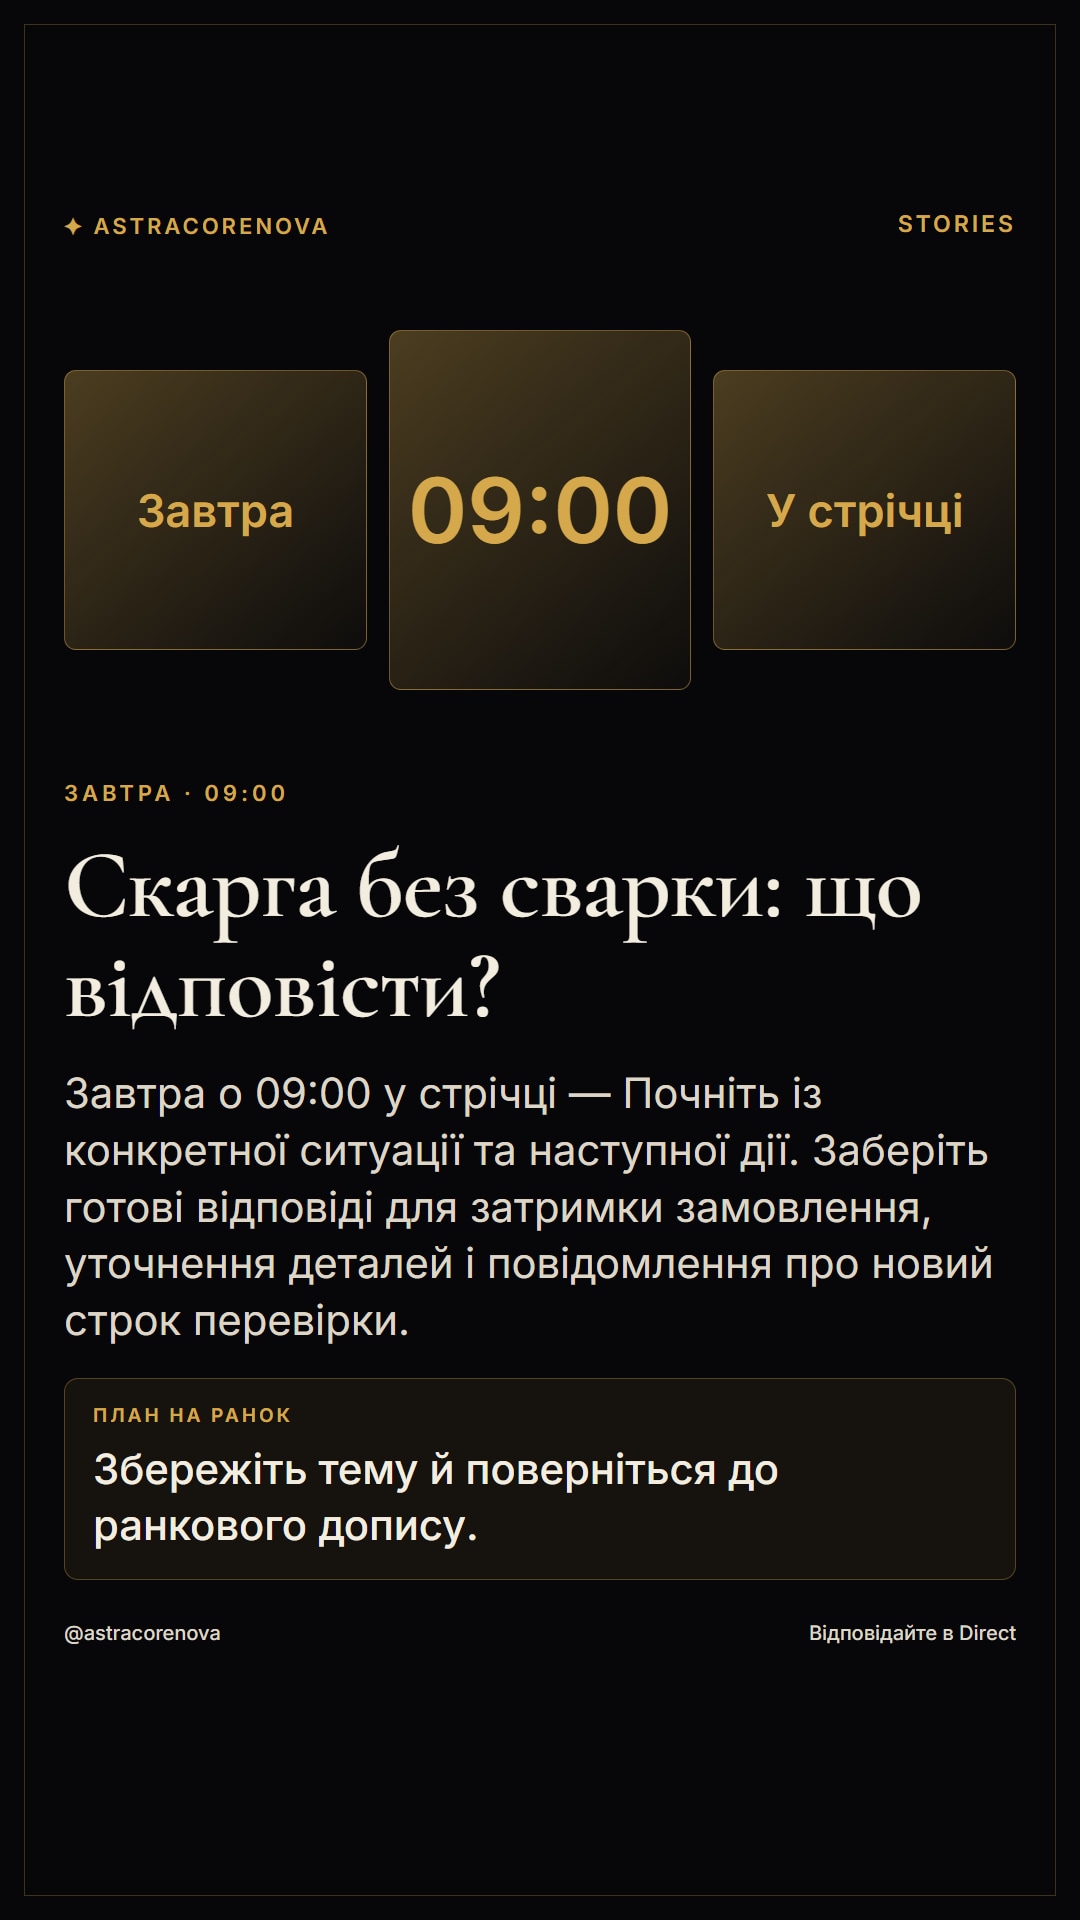 ✦ ASTRACORENOVA
STORIES
Завтра
09:00
У стрічці
ЗАВТРА · 09:00
Скарга без сварки: що
відповісти?
Завтра о 09:00 у стрічці — Почніть із
конкретної ситуації та наступної дії. Заберіть
готові відповіді для затримки замовлення,
уточнення деталей і повідомлення про новий
строк перевірки.
ПЛАН НА РАНОК
Збережіть тему й поверніться до
ранкового допису.
@astracorenova
Відповідайте в Direct